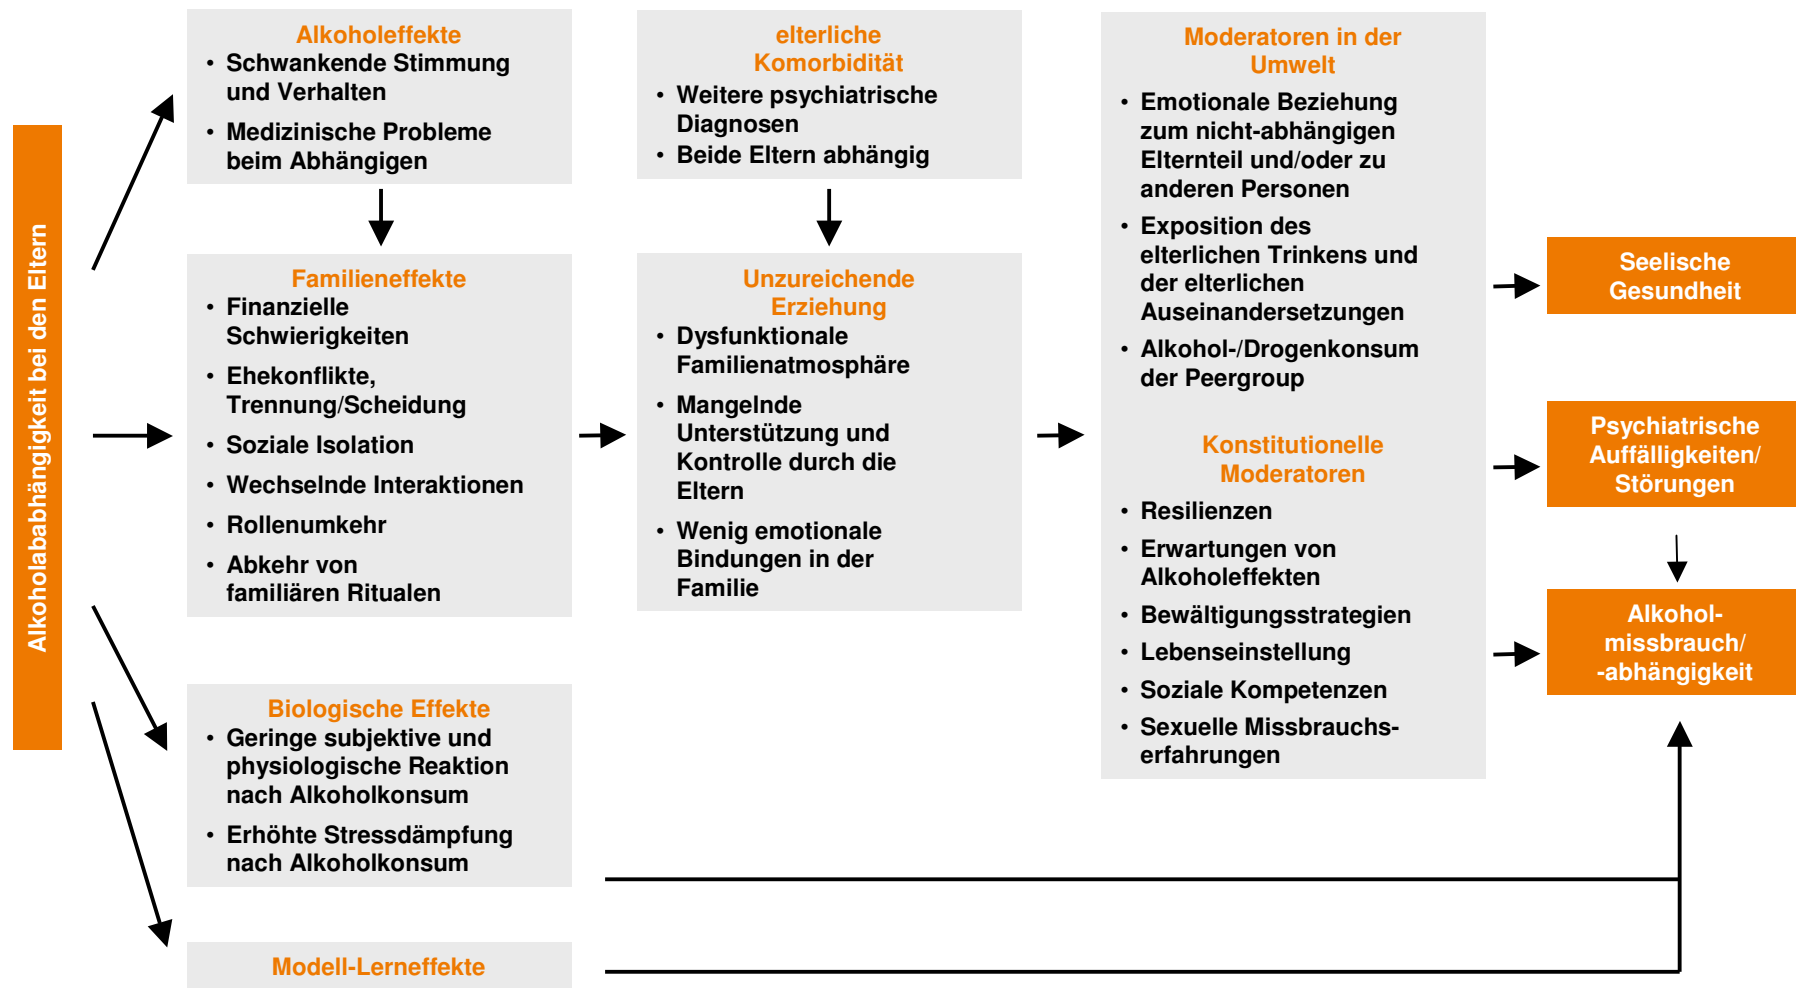 Alkoholababhängigkeit bei den Eltern
Alkoholeffekte
• Schwankende Stimmung
und Verhalten
• Medizinische Probleme
beim Abhängigen
Familieneffekte
• Finanzielle
Schwierigkeiten
• Ehekonflikte,
Trennung/Scheidung
• Soziale Isolation
• Wechselnde Interaktionen
• Rollenumkehr
• Abkehr von
familiären Ritualen
Biologische Effekte
• Geringe subjektive und
physiologische Reaktion
nach Alkoholkonsum
• Erhöhte Stressdämpfung
nach Alkoholkonsum
Modell-Lerneffekte
elterliche
Komorbidität
• Weitere psychiatrische
Diagnosen
• Beide Eltern abhängig
Unzureichende
Erziehung
• Dysfunktionale
Familienatmosphäre
• Mangelnde
Unterstützung und
Kontrolle durch die
Eltern
• Wenig emotionale
Bindungen in der
Familie
Moderatoren in der
Umwelt
• Emotionale Beziehung
zum nicht-abhängigen
Elternteil und/oder zu
anderen Personen
• Exposition des
elterlichen Trinkens und
der elterlichen
Auseinandersetzungen
• Alkohol-/Drogenkonsum
der Peergroup
Konstitutionelle
Moderatoren
• Resilienzen
• Erwartungen von
Alkoholeffekten
• Bewältigungsstrategien
• Lebenseinstellung
• Soziale Kompetenzen
• Sexuelle Missbrauchs-
erfahrungen
Seelische
Gesundheit
Psychiatrische
Auffälligkeiten/
Störungen
Alkohol-
missbrauch/
-abhängigkeit